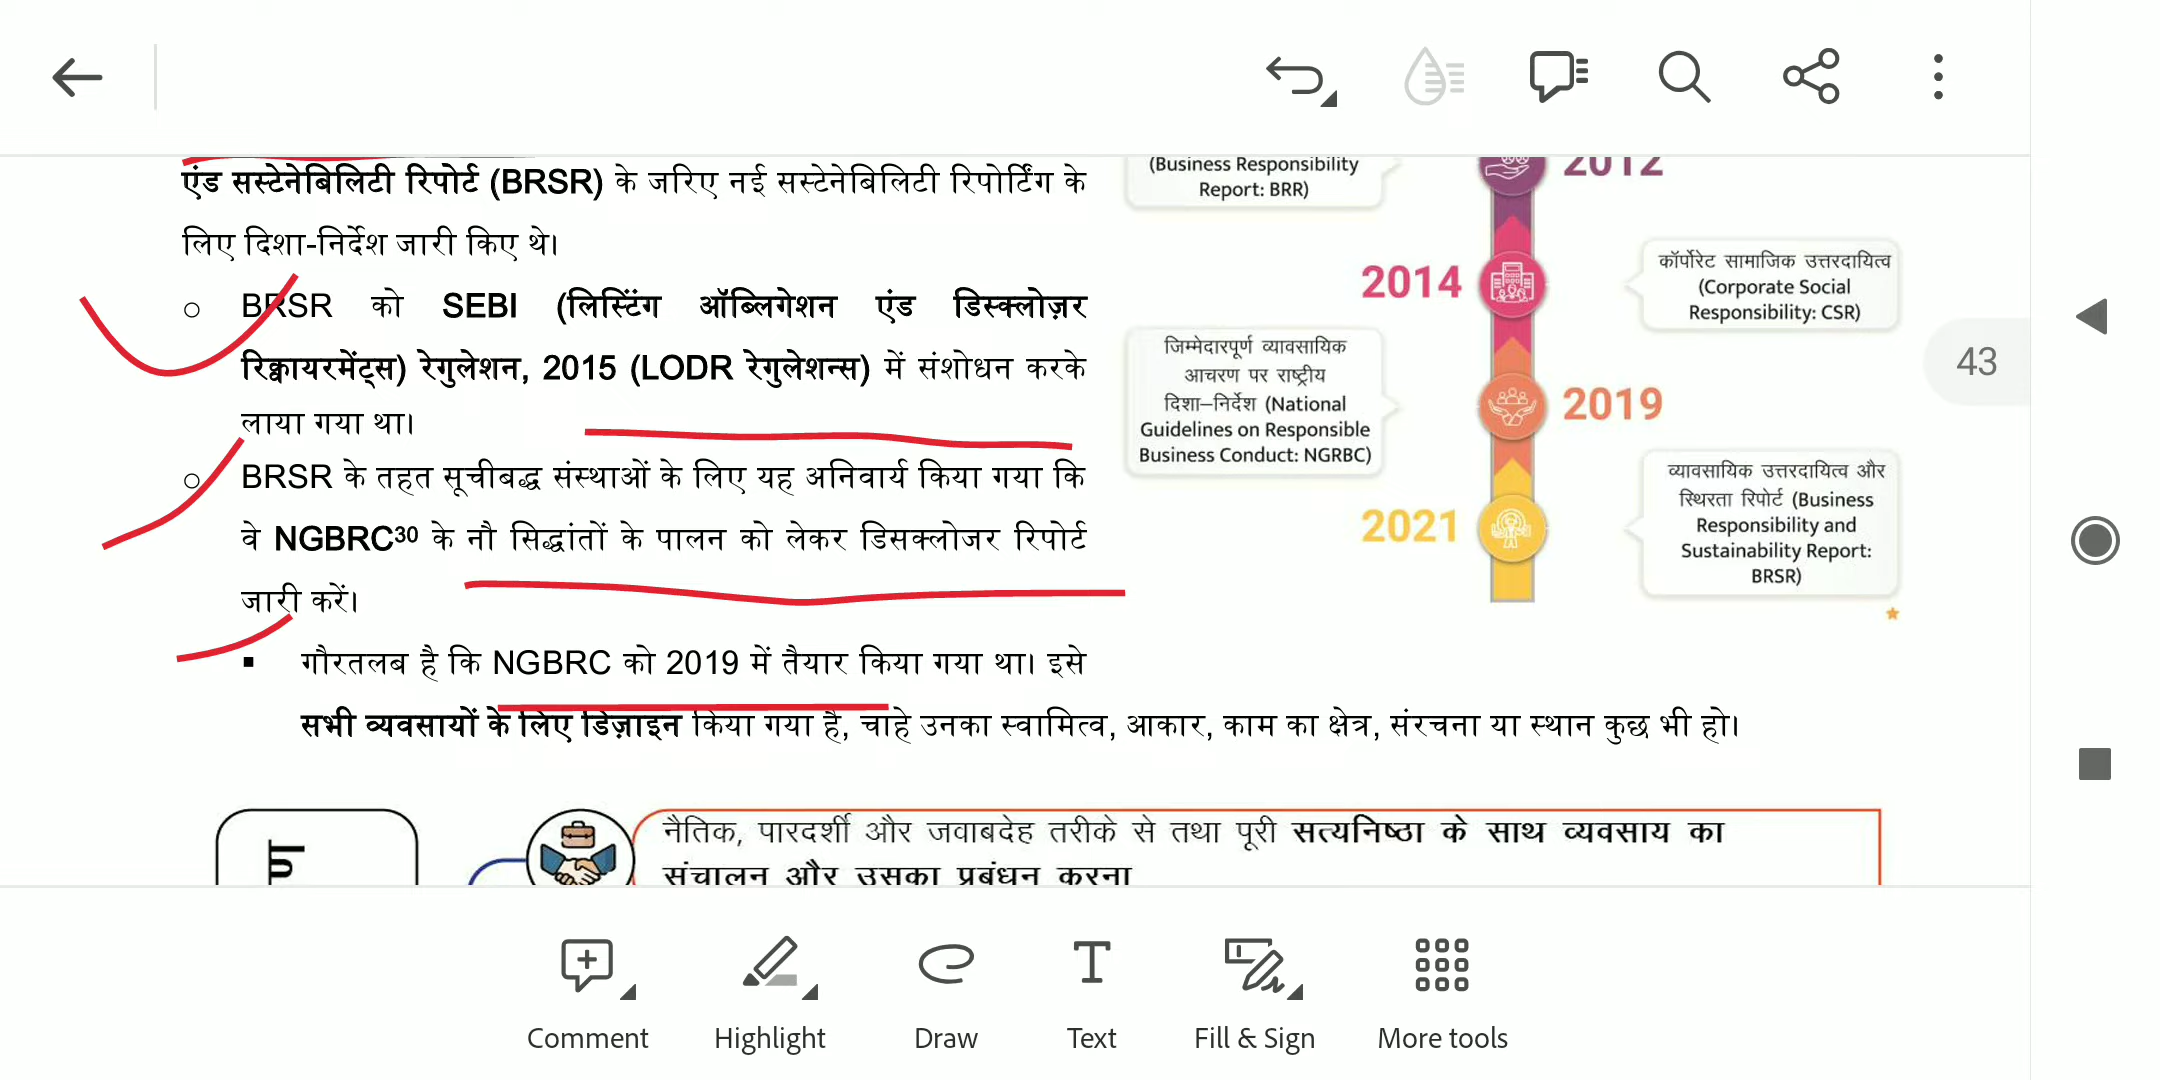 एंड सस्टेनेबिलिटी रिपोर्ट (BRSR) के जरिए नई सस्टेनेबिलिटी रिपोर्टिंग के
लिए दिशा-निर्देश जारी किए थे।
○ BRSR को SEBI (लिस्टिंग ऑब्लिगेशन एंड डिस्क्लोज़र
रिक्वायरमेंट्स) रेगुलेशन, 2015 (LODR रेगुलेशन्स) में संशोधन करके
लाया गया था।
○ BRSR के तहत सूचीबद्ध संस्थाओं के लिए यह अनिवार्य किया गया कि
वे NGBRC30 के नौ सिद्धांतों के पालन को लेकर डिसक्लोजर रिपोर्ट
जारी करें।
▪ गौरतलब है कि NGBRC को 2019 में तैयार किया गया था। इसे
सभी व्यवसायों के लिए डिज़ाइन किया गया है, चाहे उनका स्वामित्व, आकार, काम का क्षेत्र, संरचना या स्थान कुछ भी हो।
(Business Responsibility
Report: BRR)
2012
2014
कॉर्पोरेट सामाजिक उत्तरदायित्व
(Corporate Social
Responsibility: CSR)
जिम्मेदारपूर्ण व्यावसायिक
आचरण पर राष्ट्रीय
दिशा–निर्देश (National
Guidelines on Responsible
Business Conduct: NGRBC)
2019
2021
व्यावसायिक उत्तरदायित्व और
स्थिरता रिपोर्ट (Business
Responsibility and
Sustainability Report:
BRSR)
43
नैतिक, पारदर्शी और जवाबदेह तरीके से तथा पूरी सत्यनिष्ठा के साथ व्यवसाय का
संचालन और उसका प्रबंधन करना
Comment
Highlight
Draw
T
Text
Fill & Sign
More tools